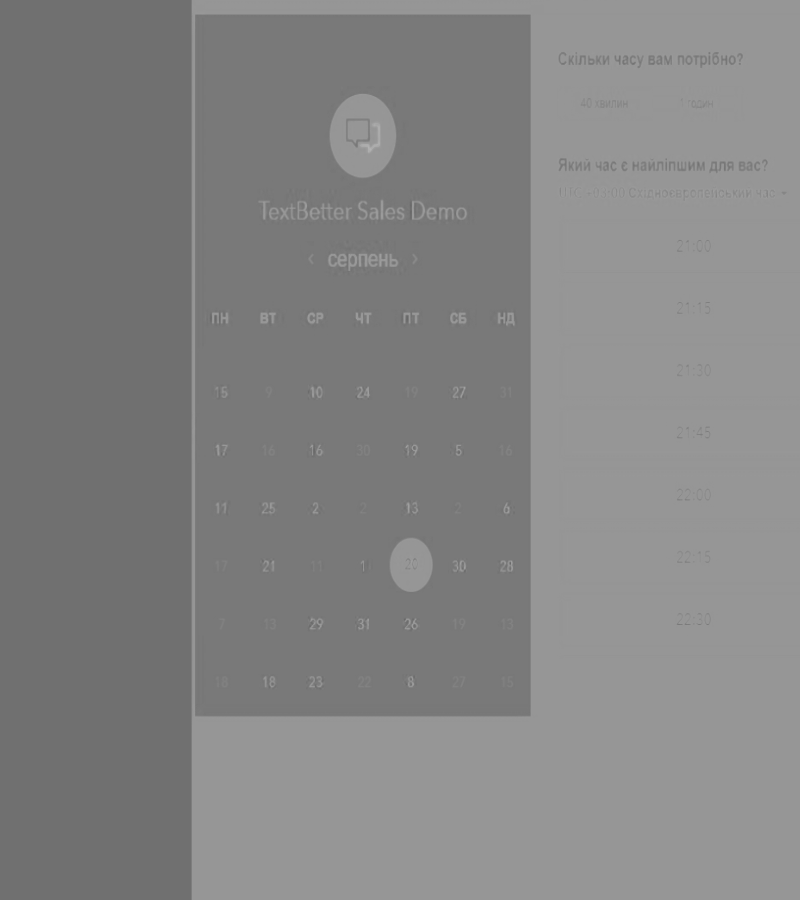 TextBetter Sales Demo
‹ серпень ›
ПН ВТ СР ЧТ ПТ СБ НД
15 9 10 24 19 27 31
17 16 16 30 19 5 16
11 25 2 2 13 2 6
17 21 11 1 20 30 28
7 13 29 31 26 19 13
18 18 23 22 8 27 15
Скільки часу вам потрібно?
40 хвилин 1 годин
Який час є найліпшим для вас?
Східноєвропейський час
21:00
21:15
21:30
21:45
22:00
22:15
22:30